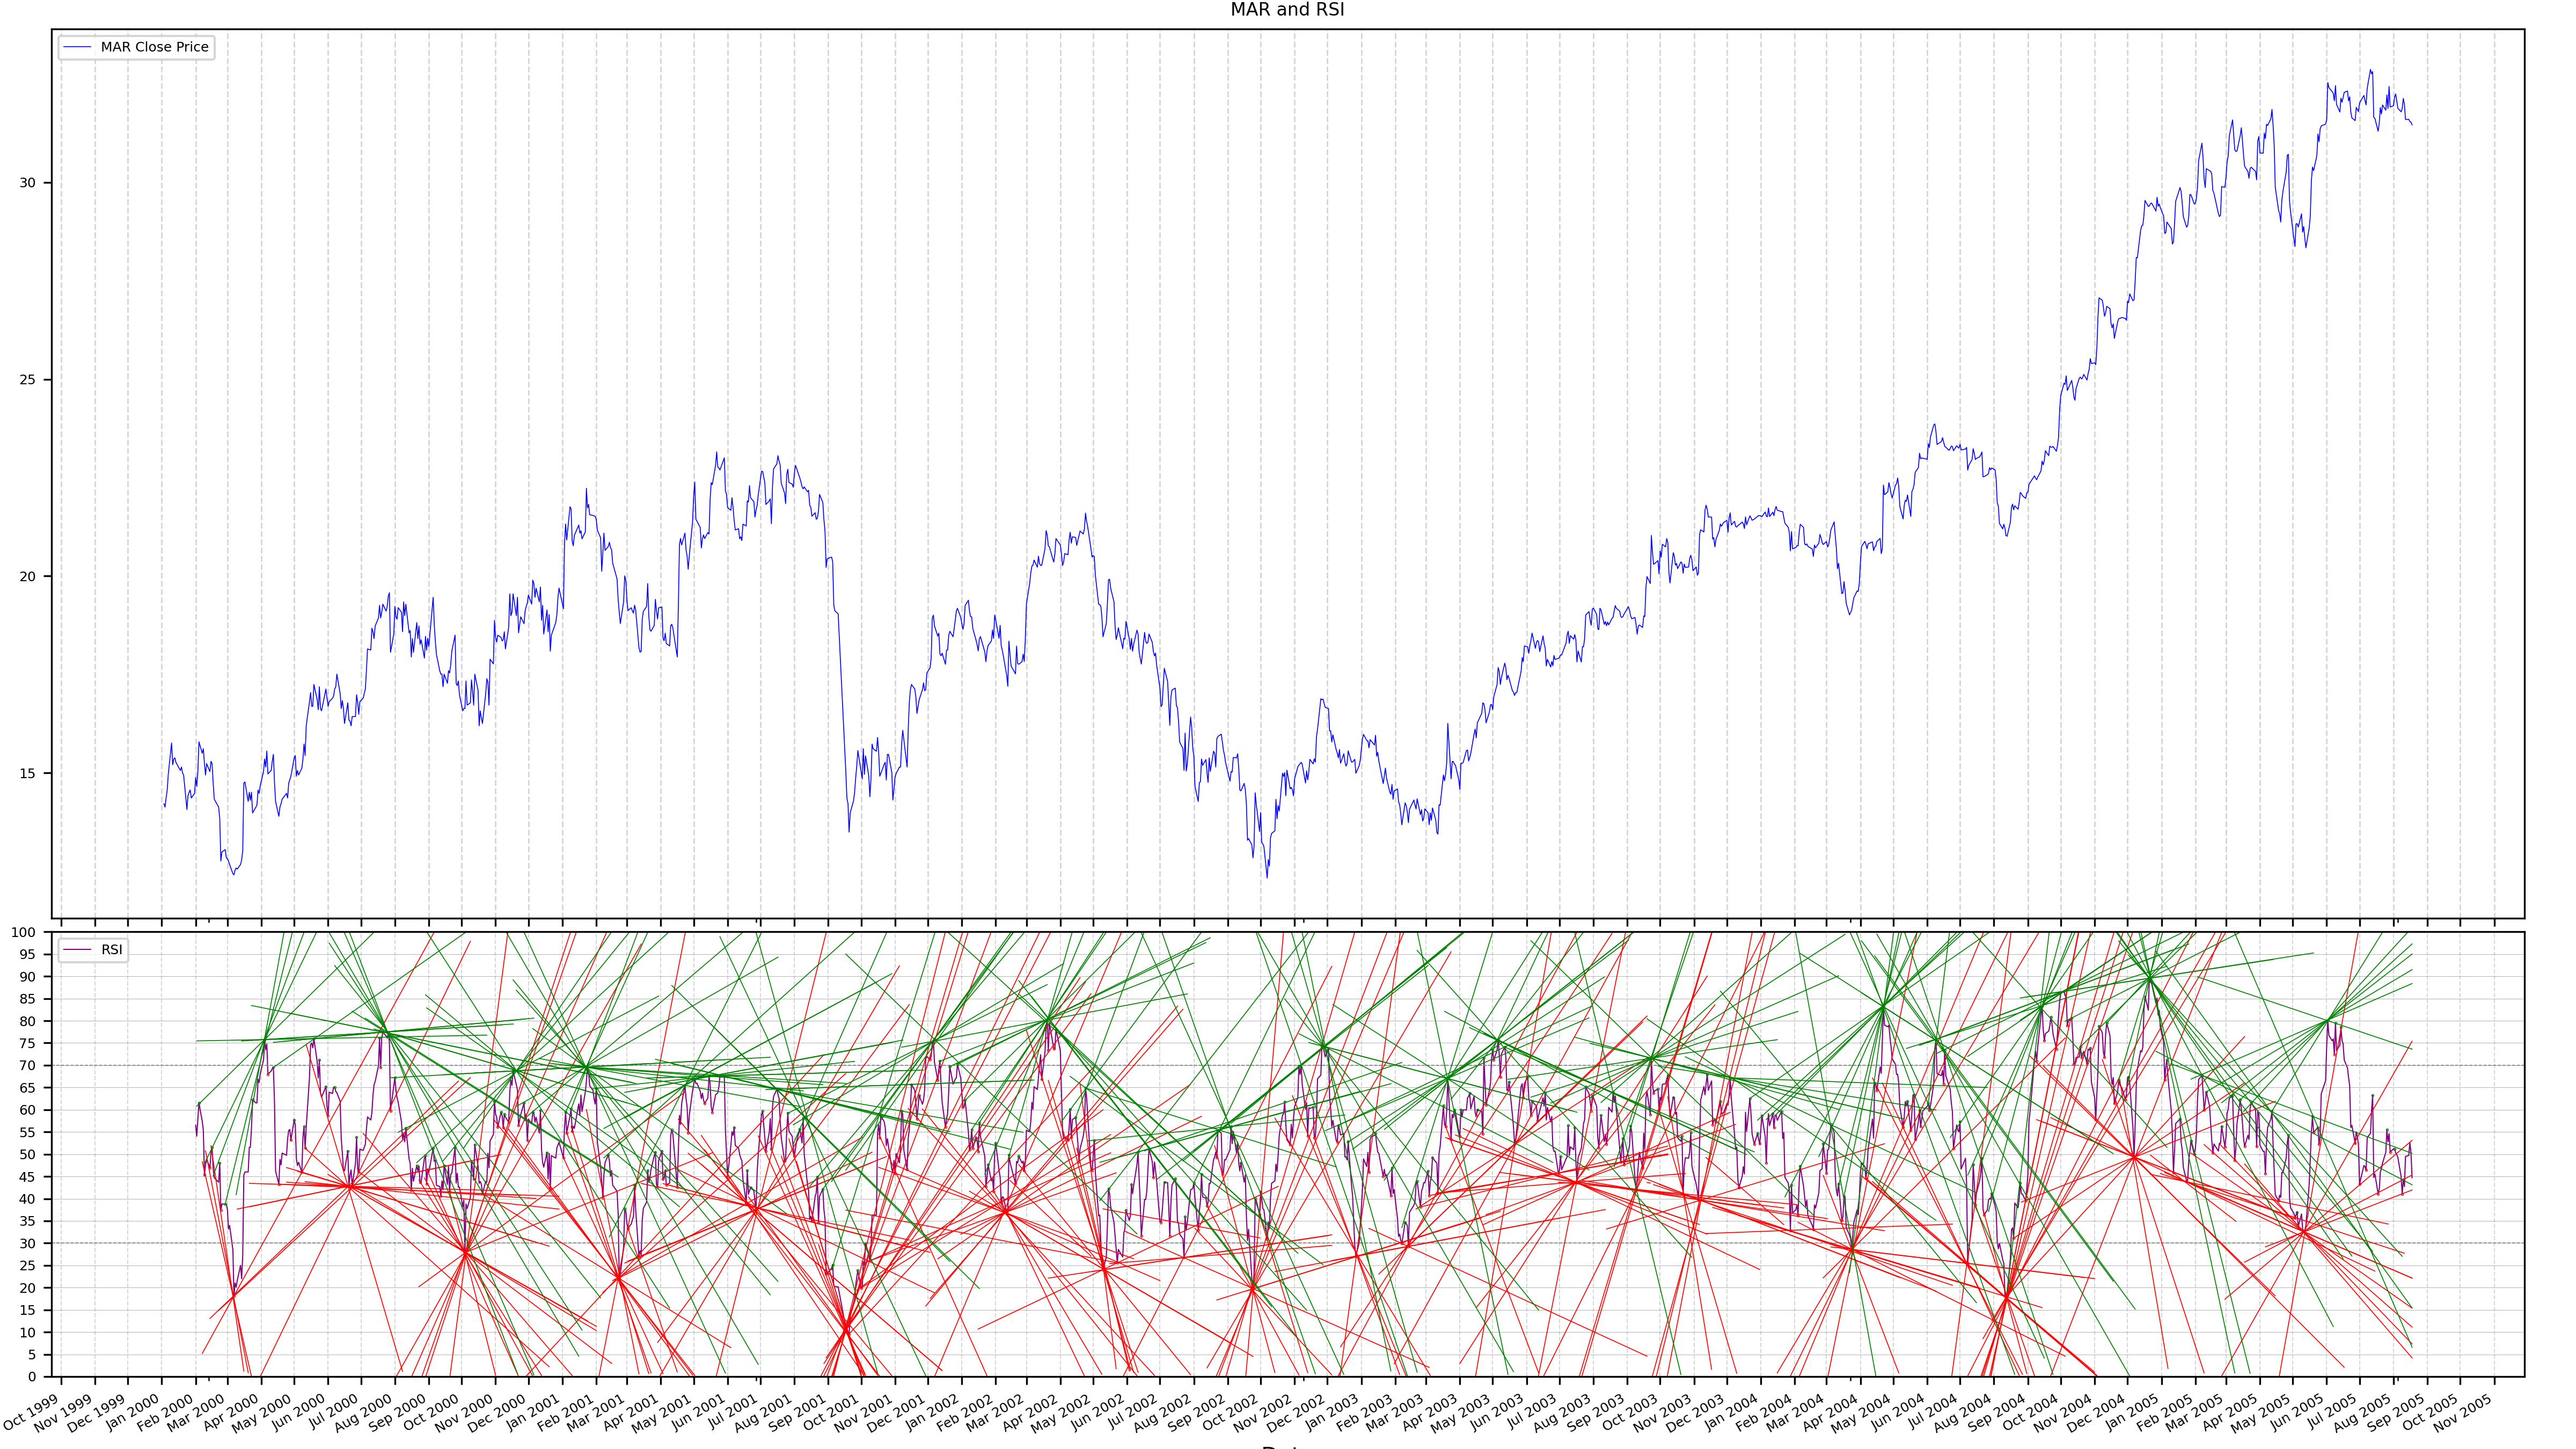 MAR and RSI
MAR Close Price
30
25
20
15
RSI
100
95
90
85
80
75
70
65
60
55
50
45
40
35
30
25
20
15
10
5
0
Oct 1999
Nov 1999
Dec 1999
Jan 2000
Feb 2000
Mar 2000
Apr 2000
May 2000
Jun 2000
Jul 2000
Aug 2000
Sep 2000
Oct 2000
Nov 2000
Dec 2000
Jan 2001
Feb 2001
Mar 2001
Apr 2001
May 2001
Jun 2001
Jul 2001
Aug 2001
Sep 2001
Oct 2001
Nov 2001
Dec 2001
Jan 2002
Feb 2002
Mar 2002
Apr 2002
May 2002
Jun 2002
Jul 2002
Aug 2002
Sep 2002
Oct 2002
Nov 2002
Dec 2002
Jan 2003
Feb 2003
Mar 2003
Apr 2003
May 2003
Jun 2003
Jul 2003
Aug 2003
Sep 2003
Oct 2003
Nov 2003
Dec 2003
Jan 2004
Feb 2004
Mar 2004
Apr 2004
May 2004
Jun 2004
Jul 2004
Aug 2004
Sep 2004
Oct 2004
Nov 2004
Dec 2004
Jan 2005
Feb 2005
Mar 2005
Apr 2005
May 2005
Jun 2005
Jul 2005
Aug 2005
Sep 2005
Oct 2005
Nov 2005